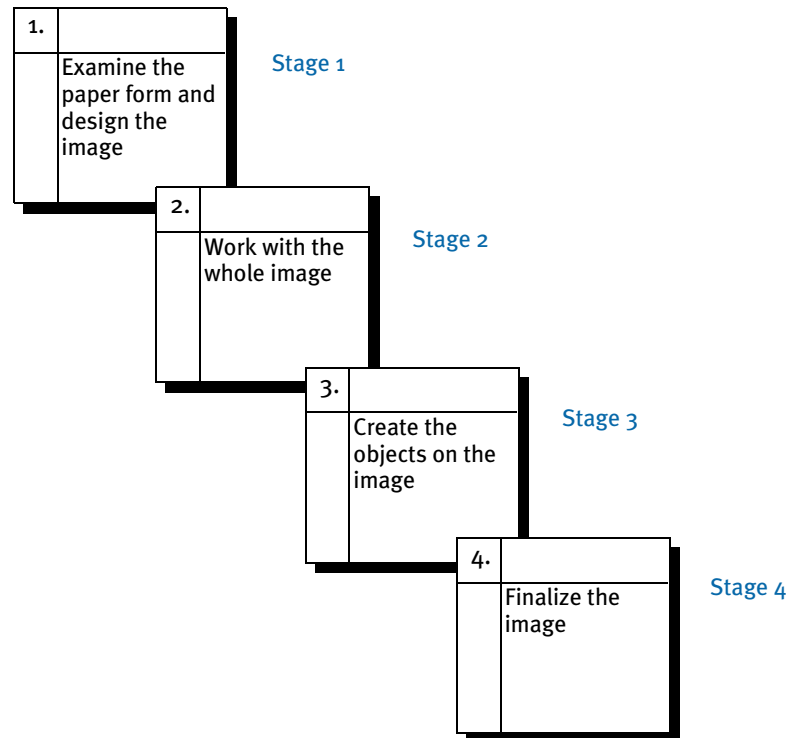 1.
Examine the
paper form and
design the
image
Stage 1
2.
Work with the
whole image
Stage 2
3.
Create the
objects on the
image
Stage 3
4.
Finalize the
image
Stage 4